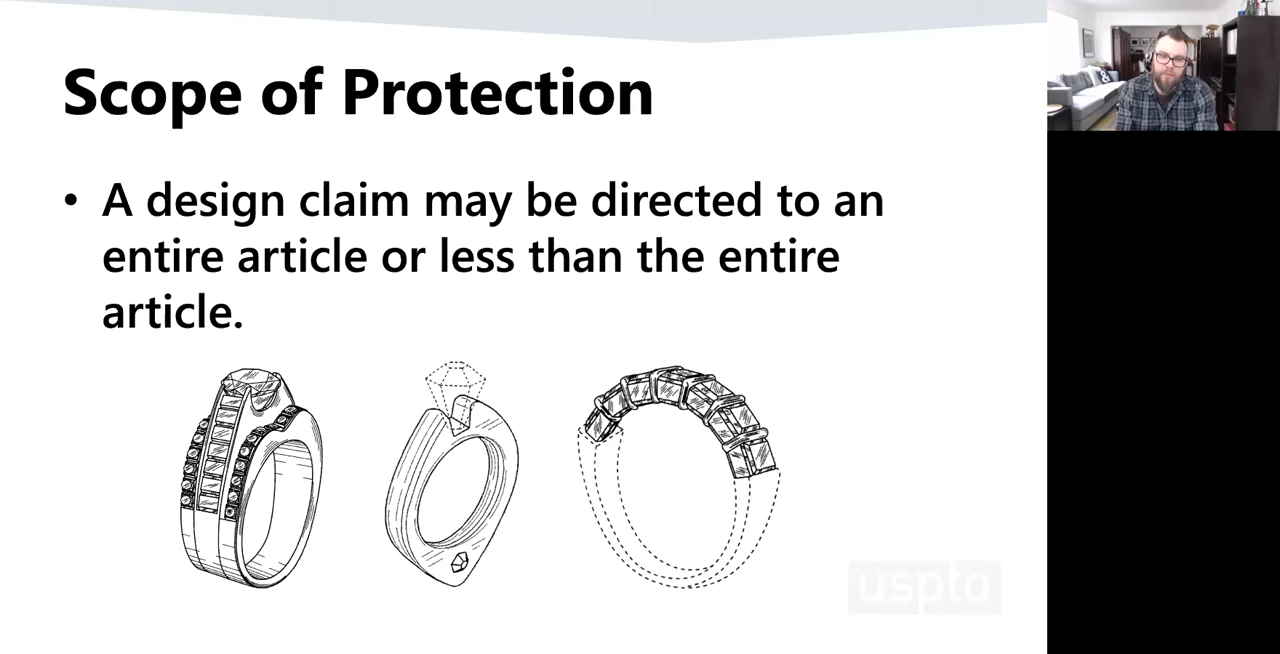 Scope of Protection
• A design claim may be directed to an
entire article or less than the entire
article.
uspto